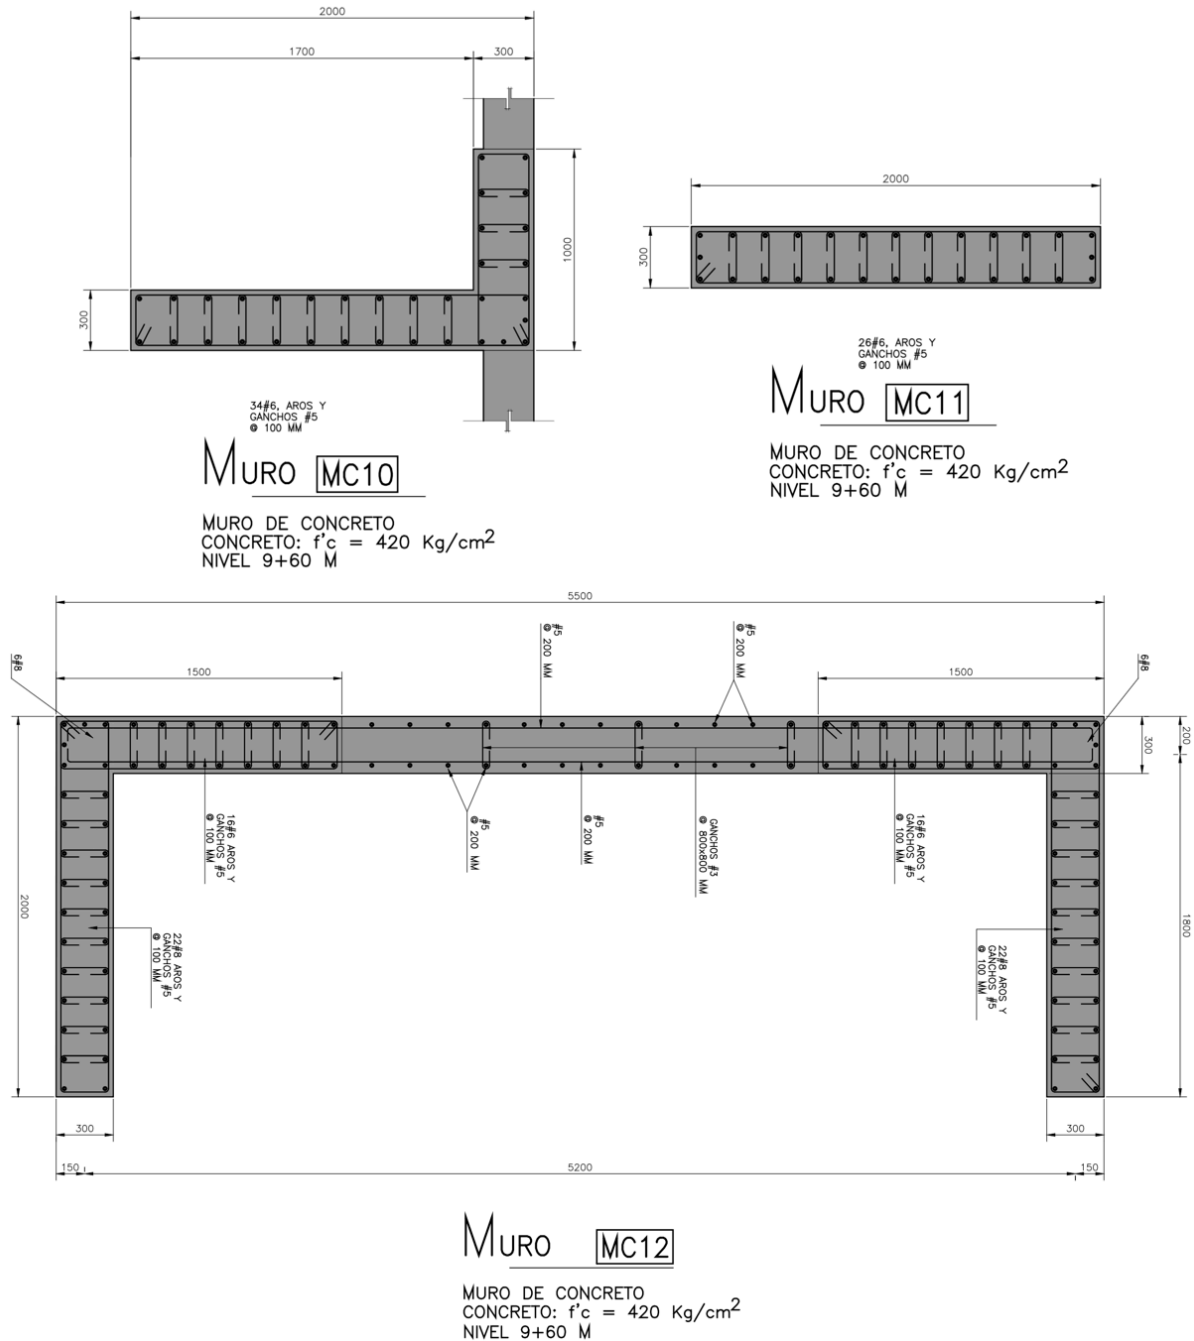 2000
1700
300
1000
300
34#6, AROS Y
GANCHOS #5
@ 100 MM
MURO MC10
MURO DE CONCRETO
CONCRETO: f'c = 420 Kg/cm2
NIVEL 9+60 M
2000
300
26#6, AROS Y
GANCHOS #5
@ 100 MM
MURO MC11
MURO DE CONCRETO
CONCRETO: f'c = 420 Kg/cm2
NIVEL 9+60 M
5500
#5
@ 200 MM
#5
@ 200 MM
6#8
1500
1500
6#8
2000
300
200
16#6 AROS Y
GANCHOS #5
@ 100 MM
#5
@ 200 MM
#5
@ 200 MM
GANCHOS #3
@ 800x800 MM
16#6 AROS Y
GANCHOS #5
@ 100 MM
1800
22#8 AROS Y
GANCHOS #5
@ 100 MM
22#8 AROS Y
GANCHOS #5
@ 100 MM
300
300
150
5200
150
MURO MC12
MURO DE CONCRETO
CONCRETO: f'c = 420 Kg/cm2
NIVEL 9+60 M